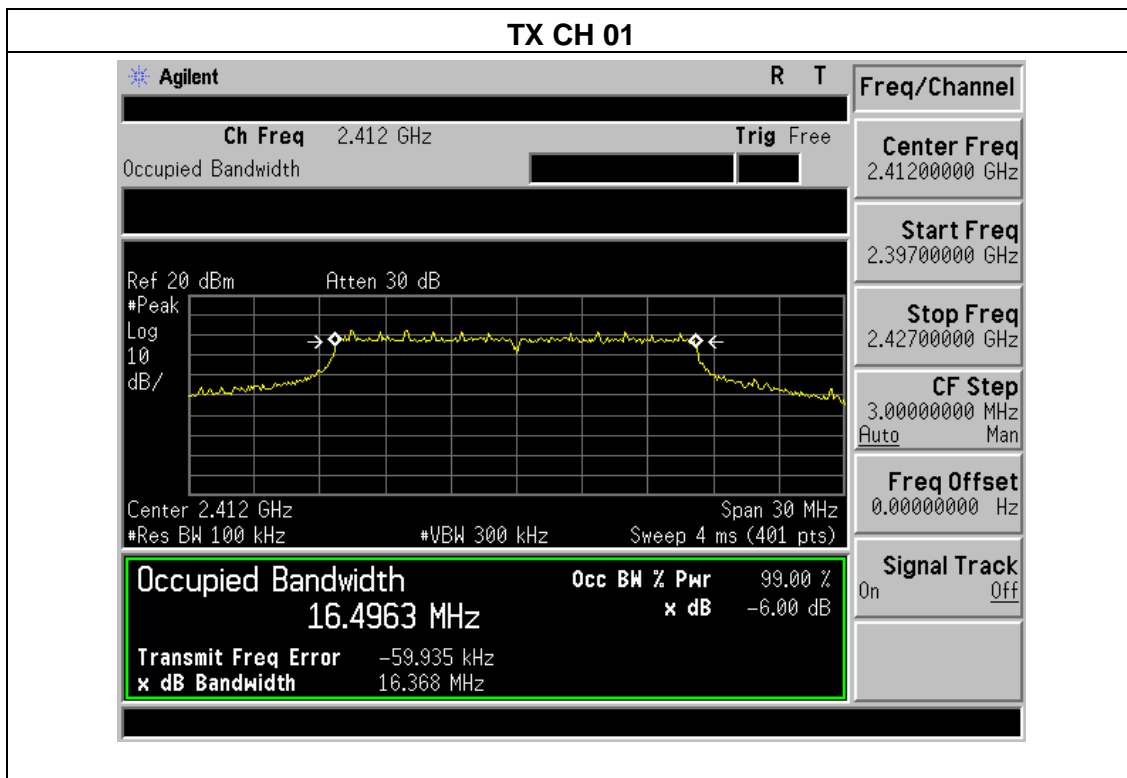 TX CH 01
Agilent R T
Freq/Channel
Ch Freq 2.412 GHz Trig Free
Occupied Bandwidth
Center Freq
2.41200000 GHz
Start Freq
2.39700000 GHz
Stop Freq
2.42700000 GHz
CF Step
3.00000000 MHz
Auto Man
Freq Offset
0.00000000 Hz
Signal Track
On Off
Ref 20 dBm Atten 30 dB
#Peak
Log
10
dB/
Center 2.412 GHz Span 30 MHz
#Res BW 100 kHz #VBW 300 kHz Sweep 4 ms (401 pts)
Occupied Bandwidth Occ BW % Pwr 99.00 %
16.4963 MHz x dB -6.00 dB
Transmit Freq Error -59.935 kHz
x dB Bandwidth 16.368 MHz